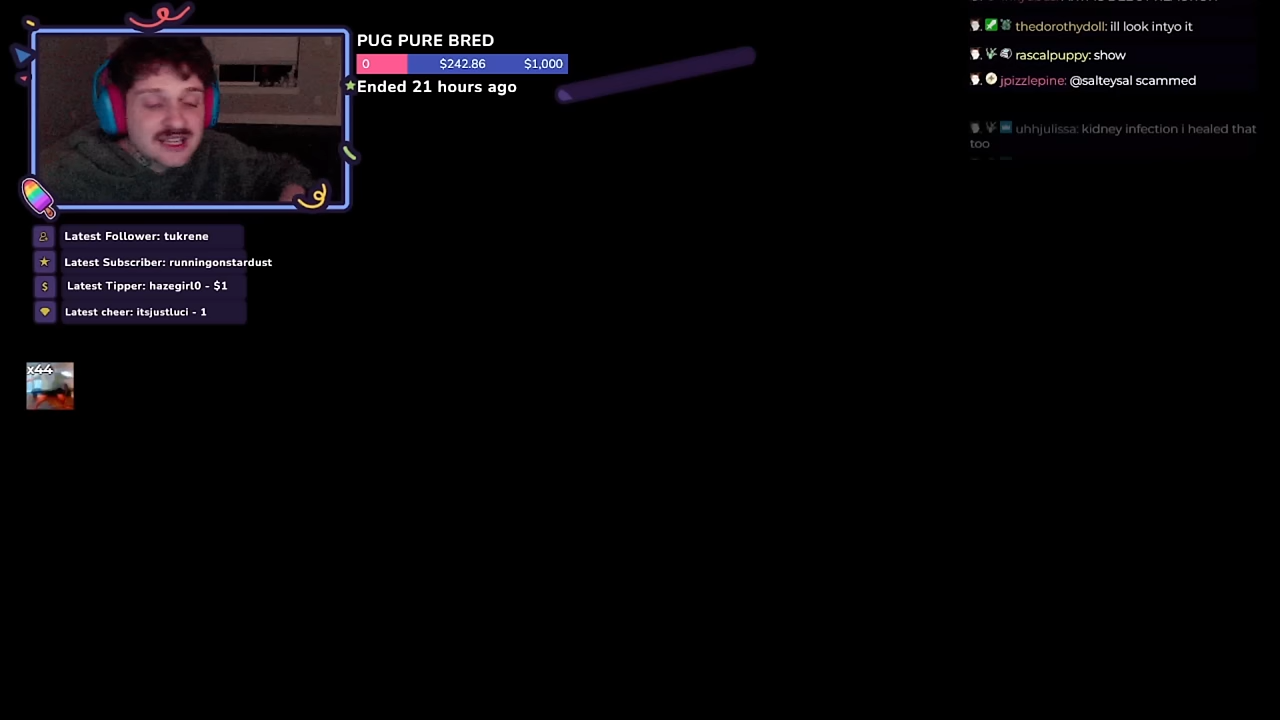 PUG PURE BRED
0 $242.86 $1,000
Ended 21 hours ago
thedorothydoll: ill look intyo it
rascalpuppy: show
jpizzlepine: @salteysal scammed
uhhjulissa: kidney infection i healed that
too
Latest Follower: tukrene
Latest Subscriber: runningonstardust
$ Latest Tipper: hazegirl0 - $1
Latest cheer: itsjustluci - 1
x44